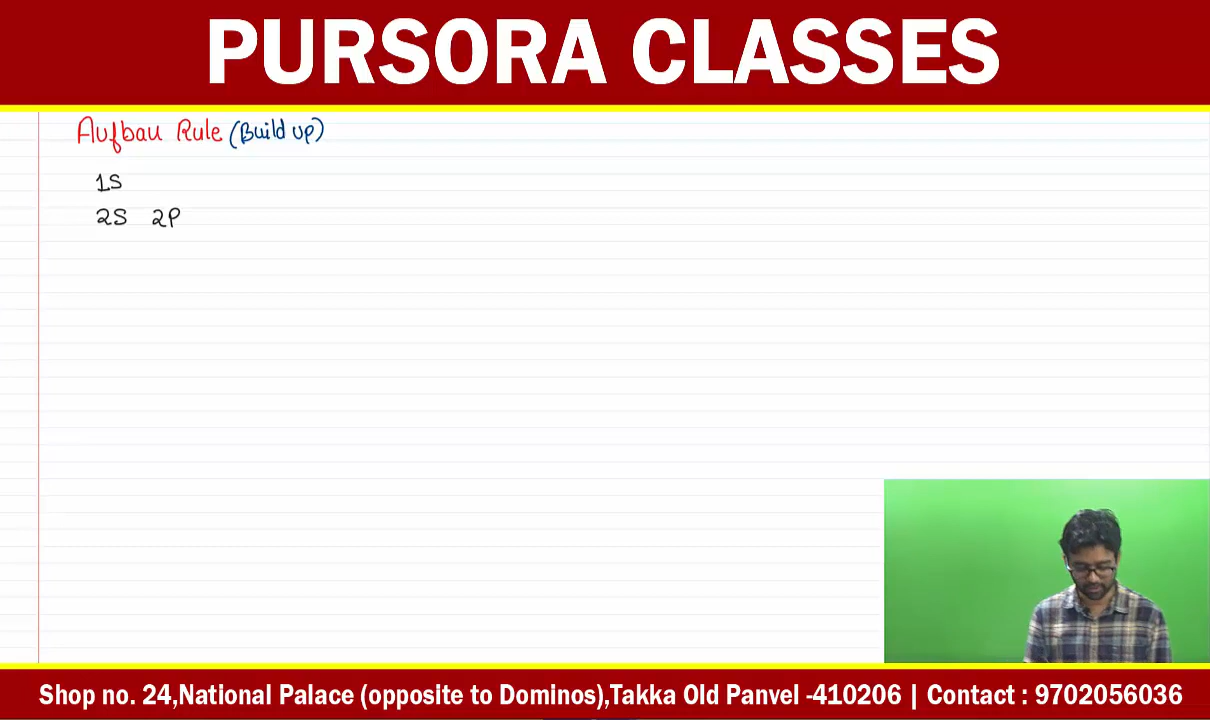 PURSORA CLASSES
Aufbau Rule (Build up)
1S
2S 2P
Shop no. 24,National Palace (opposite to Dominos),Takka Old Panvel -410206 | Contact : 9702056036